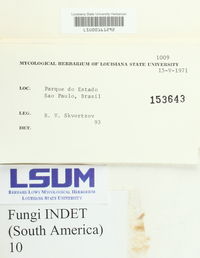 Louisiana State University Herbarium
1009
MYCOLOGICAL HERBARIUM OF LOUISIANA STATE UNIVERSITY
15-V-1971
LOC. Parque do Estado
Sao Paulo, Brasil
153643
LEG. B. V. Skvortzov
93
DET.
LSUM
BERNARD LOWY MYCOLOGICAL HERBARIUM
LOUISIANA STATE UNIVERSITY
Fungi INDET
(South America)
10